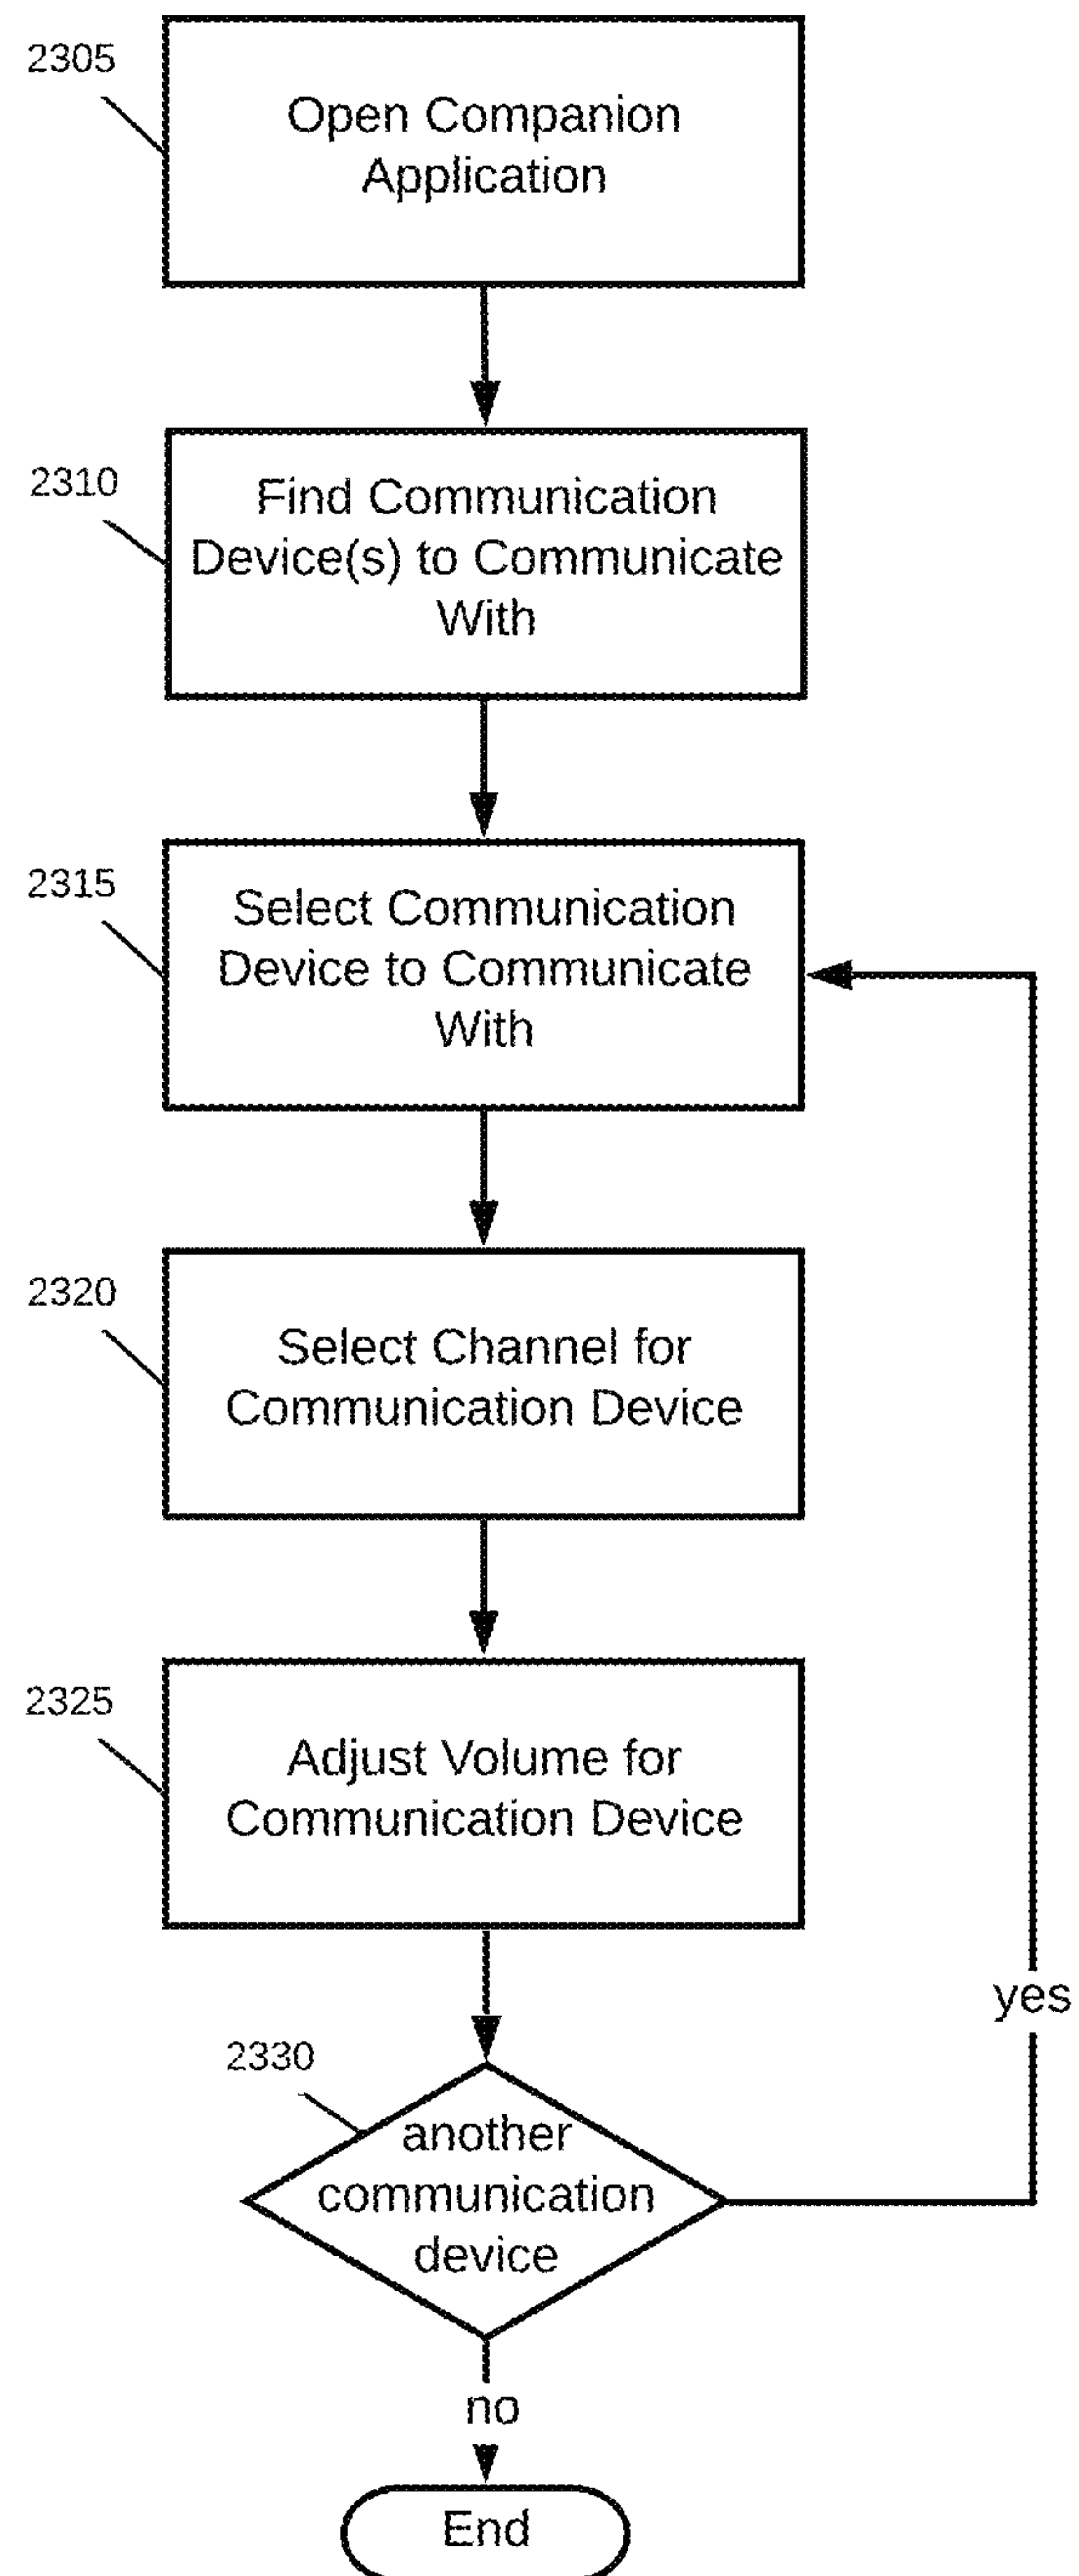 2305
Open Companion
Application
2310
Find Communication
Device(s) to Communicate
With
2315
Select Communication
Device to Communicate
With
2320
Select Channel for
Communication Device
2325
Adjust Volume for
Communication Device
yes
2330
another
communication
device
no
End